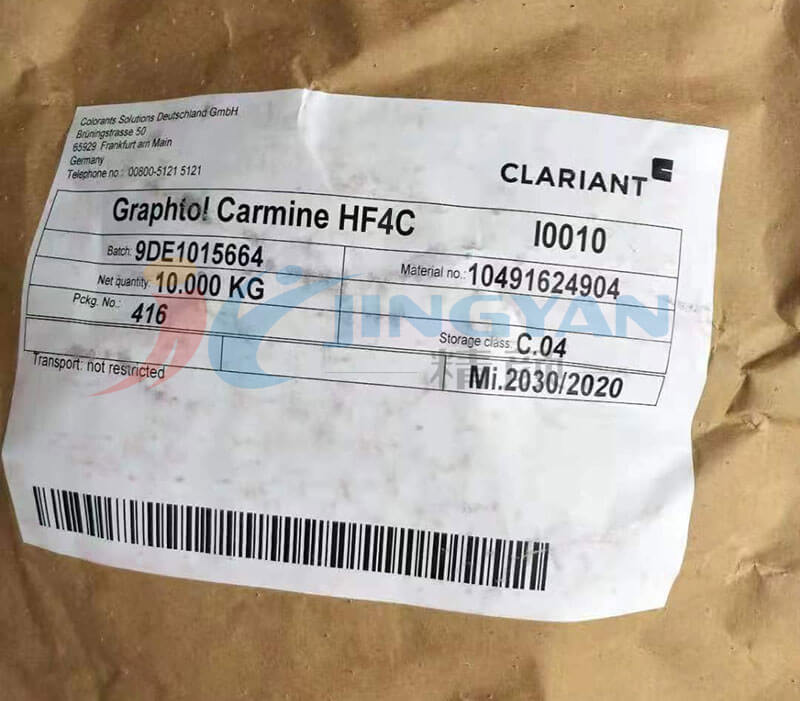 Colorants Solutions Deutschland GmbH
Brüningstrasse 50
65929 Frankfurt am Main
Germany
Telephone no.: 00800-5121 5121
CLARIANT
Graphtol Carmine HF4C I0010
Batch: 9DE1015664
Material no.: 10491624904
Net quantity: 10.000 KG
Pckg. No.: 416
Storage class: C.04
Mi.2030/2020
Transport: not restricted
JINGYAN
精